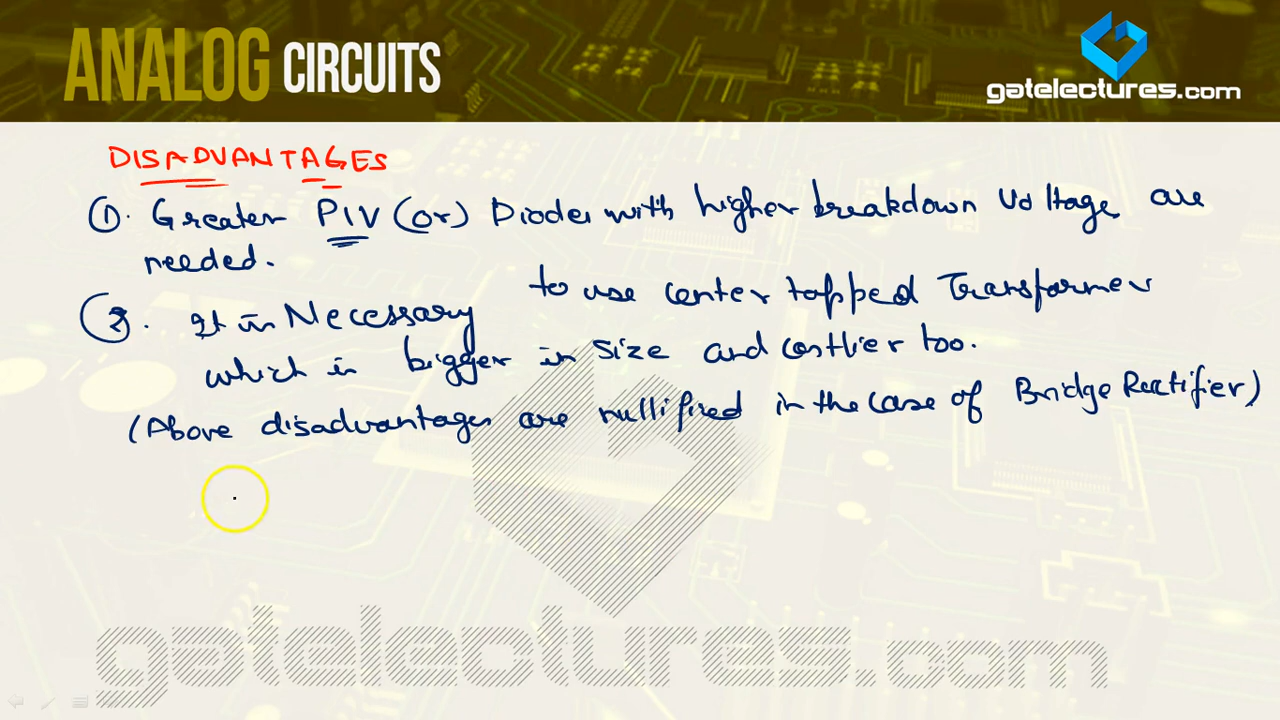 ANALOG CIRCUITS
gatelectures.com
DISADVANTAGES
①. Greater PIV (or) Diodes with higher breakdown Voltage are
needed.
②. It is Necessary to use center tapped Transformer
which is bigger in size and costlier too.
(Above disadvantages are nullified in the case of Bridge Rectifier)
gatelectures.com